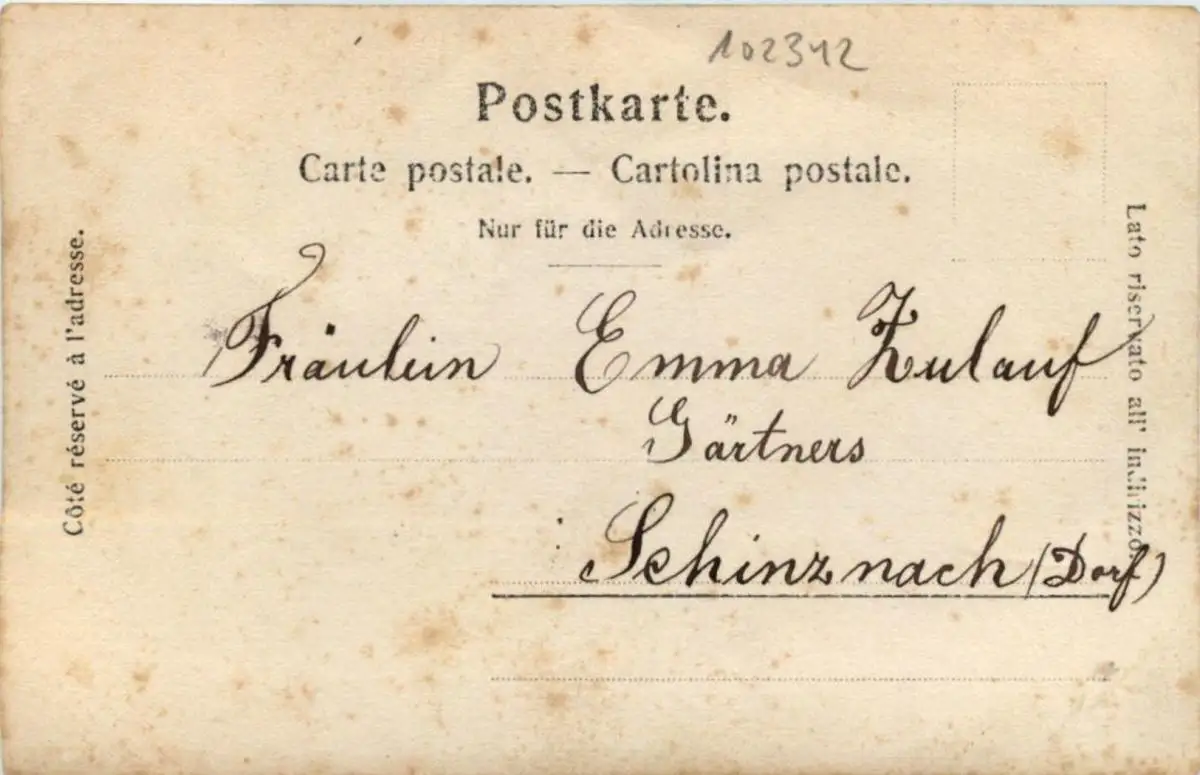 102342
Postkarte.
Carte postale. — Cartolina postale.
Nur für die Adresse.
Côté réservé à l'adresse.
Lato riservato all' indirizzo.
Fräulein Emma Zulauf
Gärtners
Schinznach (Dorf)